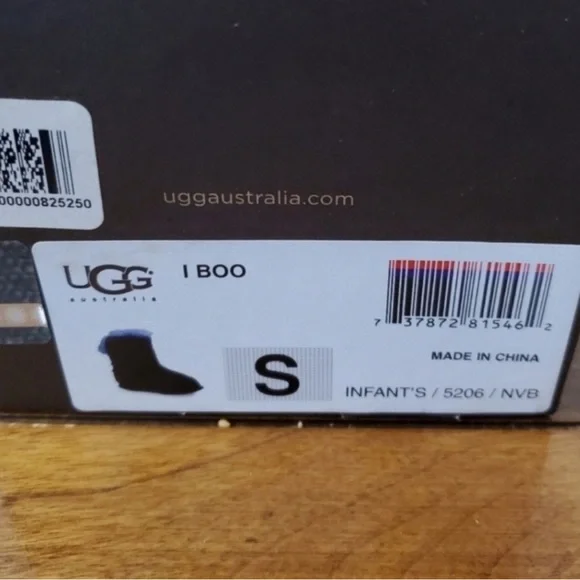 00000825250
uggaustralia.com
UGG
australia
I BOO
7 37872 81546 2
MADE IN CHINA
S
INFANT'S / 5206 / NVB